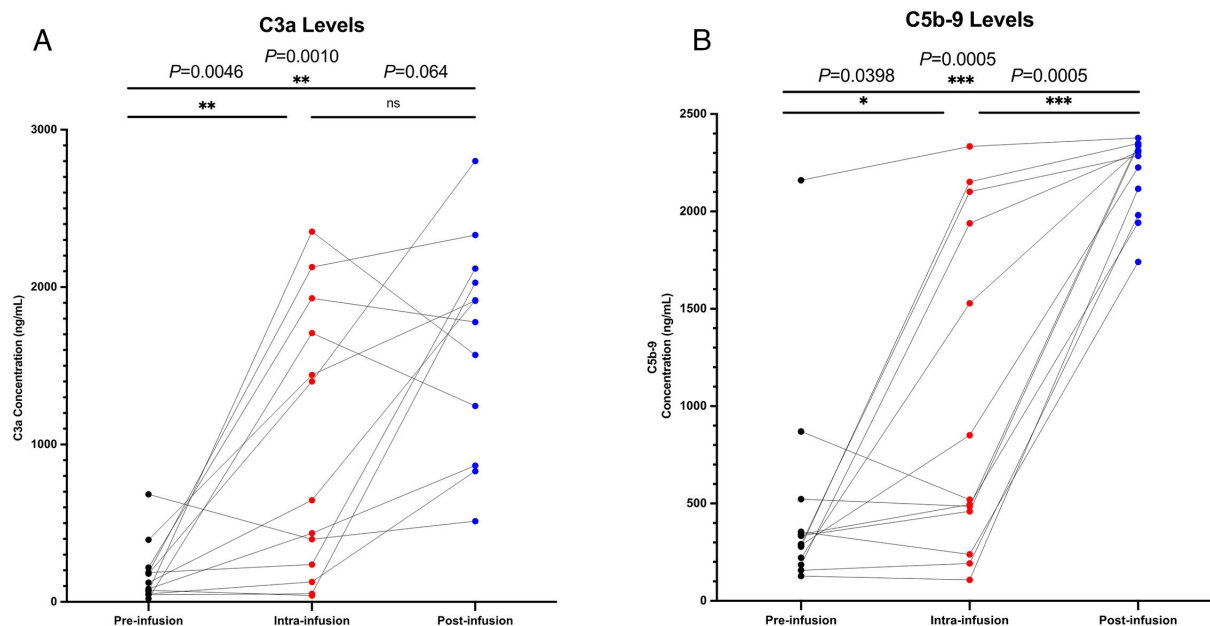 A
C3a Levels
P=0.0010
P=0.0046
**
P=0.064
**
ns
3000
2000
1000
0
C3a Concentration (ng/mL)
Pre-infusion
Intra-infusion
Post-infusion
B
C5b-9 Levels
P=0.0005
P=0.0398
***
P=0.0005
*
***
2500
2000
1500
1000
500
0
C5b-9
Concentration (ng/mL)
Pre-infusion
Intra-infusion
Post-infusion